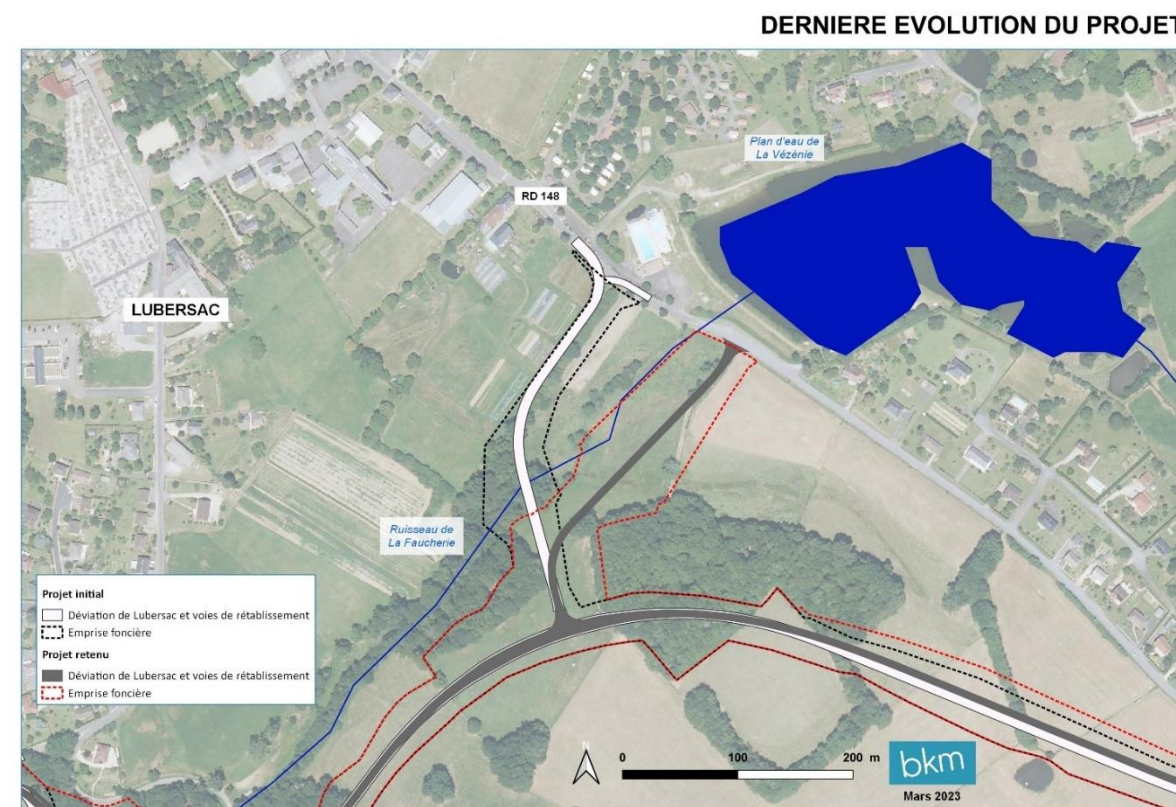 DERNIERE EVOLUTION DU PROJET
Plan d'eau de
La Vézénie
RD 148
LUBERSAC
Ruisseau de
La Faucherie
Projet initial
Déviation de Lubersac et voies de rétablissement
Emprise foncière
Projet retenu
Déviation de Lubersac et voies de rétablissement
Emprise foncière
N
0 100 200 m
bkm
Mars 2023